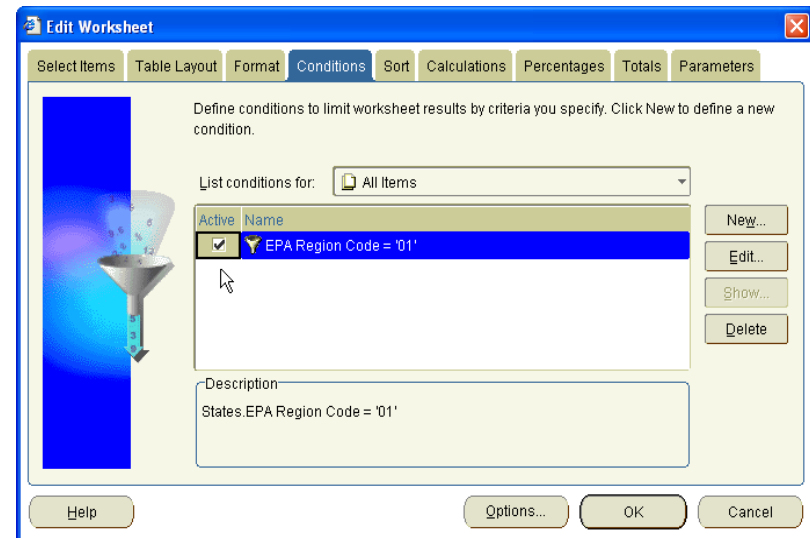 Edit Worksheet
Select Items Table Layout Format Conditions Sort Calculations Percentages Totals Parameters
Define conditions to limit worksheet results by criteria you specify. Click New to define a new
condition.
List conditions for: All Items
Active Name
EPA Region Code = '01'
New...
Edit...
Show...
Delete
Description
States.EPA Region Code = '01'
Help Options... OK Cancel